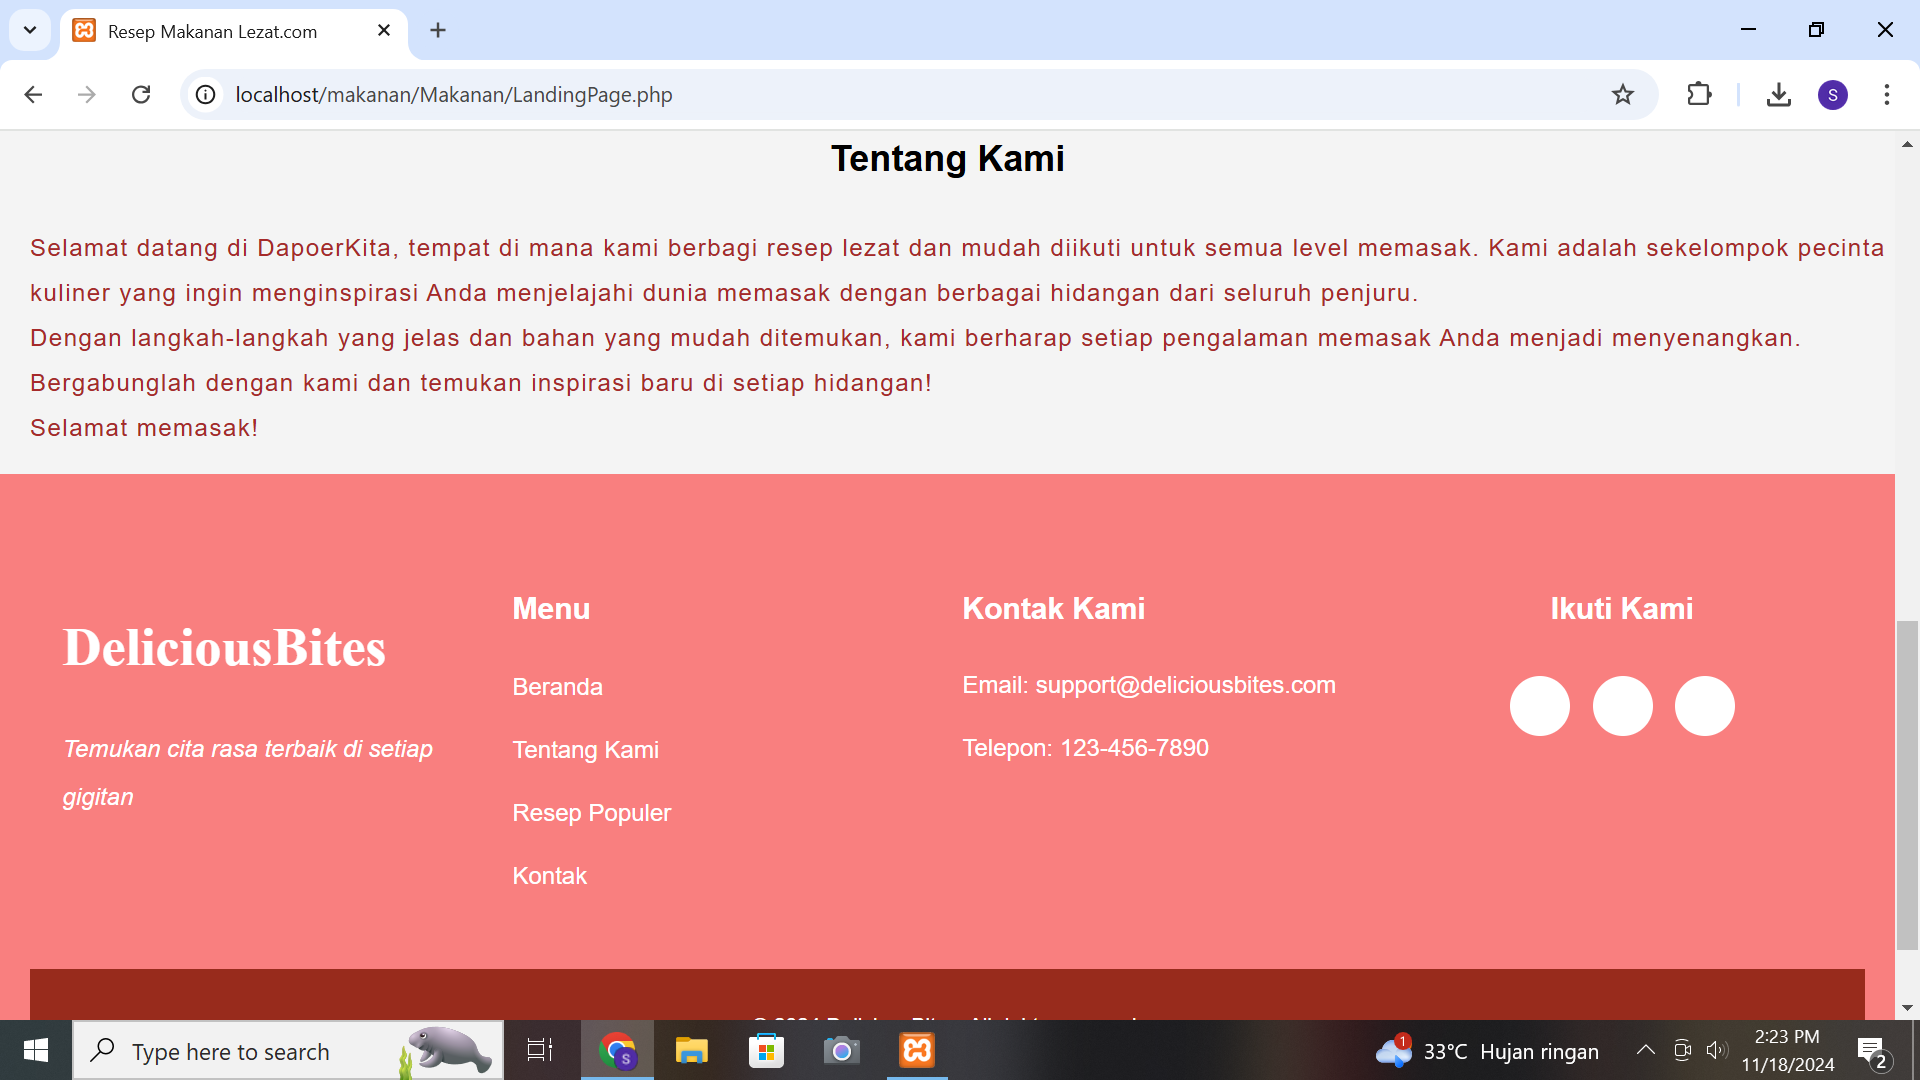 Resep Makanan Lezat.com
localhost/makanan/Makanan/LandingPage.php
S
Tentang Kami
Selamat datang di DapoerKita, tempat di mana kami berbagi resep lezat dan mudah diikuti untuk semua level memasak. Kami adalah sekelompok pecinta
kuliner yang ingin menginspirasi Anda menjelajahi dunia memasak dengan berbagai hidangan dari seluruh penjuru.
Dengan langkah-langkah yang jelas dan bahan yang mudah ditemukan, kami berharap setiap pengalaman memasak Anda menjadi menyenangkan.
Bergabunglah dengan kami dan temukan inspirasi baru di setiap hidangan!
Selamat memasak!
DeliciousBites
Temukan cita rasa terbaik di setiap
gigitan
Menu
Beranda
Tentang Kami
Resep Populer
Kontak
Kontak Kami
Email: support@deliciousbites.com
Telepon: 123-456-7890
Ikuti Kami
Type here to search
S
1
33°C Hujan ringan
2:23 PM
11/18/2024
2